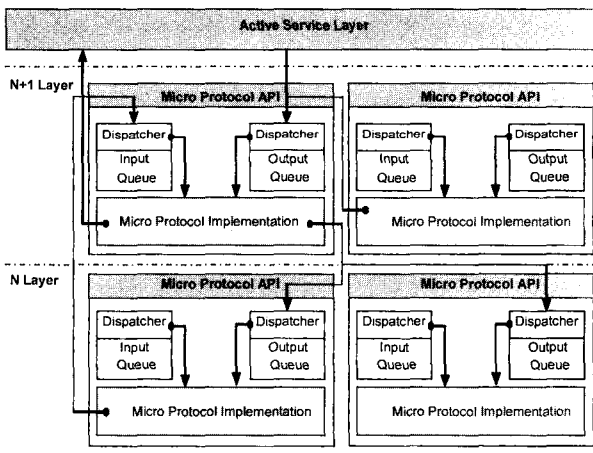 Active Service Layer
N+1 Layer
Micro Protocol API
Micro Protocol API
Dispatcher
Dispatcher
Dispatcher
Dispatcher
Input
Output
Input
Output
Queue
Queue
Queue
Queue
Micro Protocol Implementation
Micro Protocol Implementation
N Layer
Micro Protocol API
Micro Protocol API
Dispatcher
Dispatcher
Dispatcher
Dispatcher
Input
Output
Input
Output
Queue
Queue
Queue
Queue
Micro Protocol Implementation
Micro Protocol Implementation